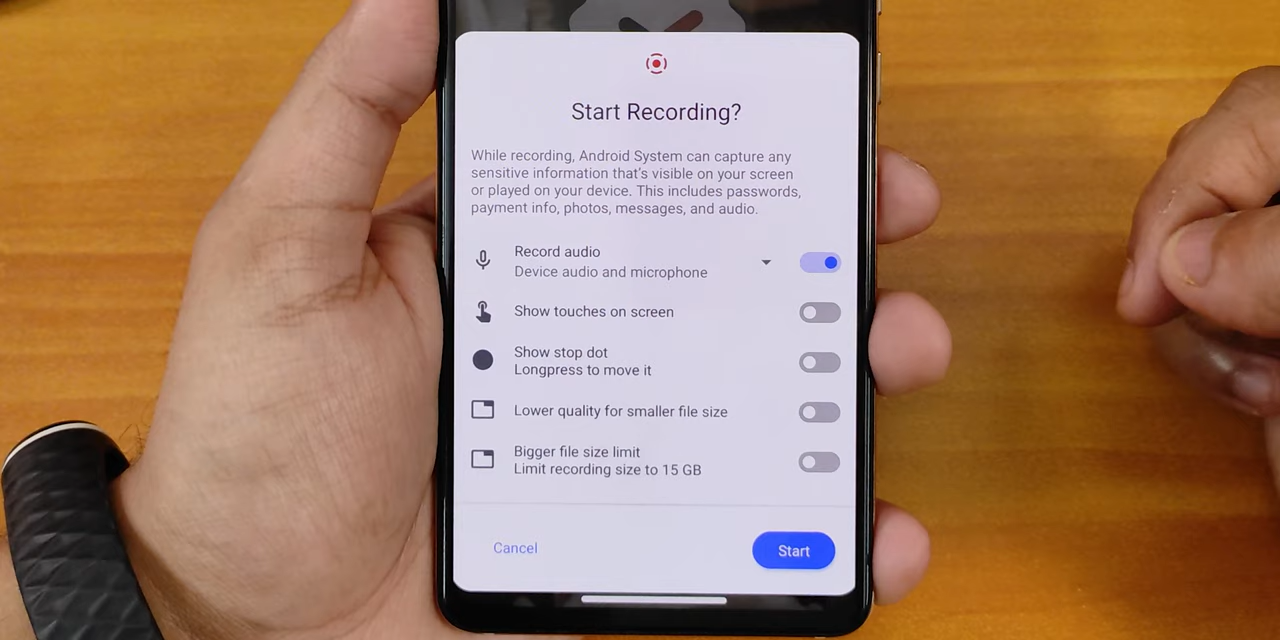 Start Recording?
While recording, Android System can capture any
sensitive information that's visible on your screen
or played on your device. This includes passwords,
payment info, photos, messages, and audio.
Record audio
Device audio and microphone
Show touches on screen
Show stop dot
Longpress to move it
Lower quality for smaller file size
Bigger file size limit
Limit recording size to 15 GB
Cancel
Start